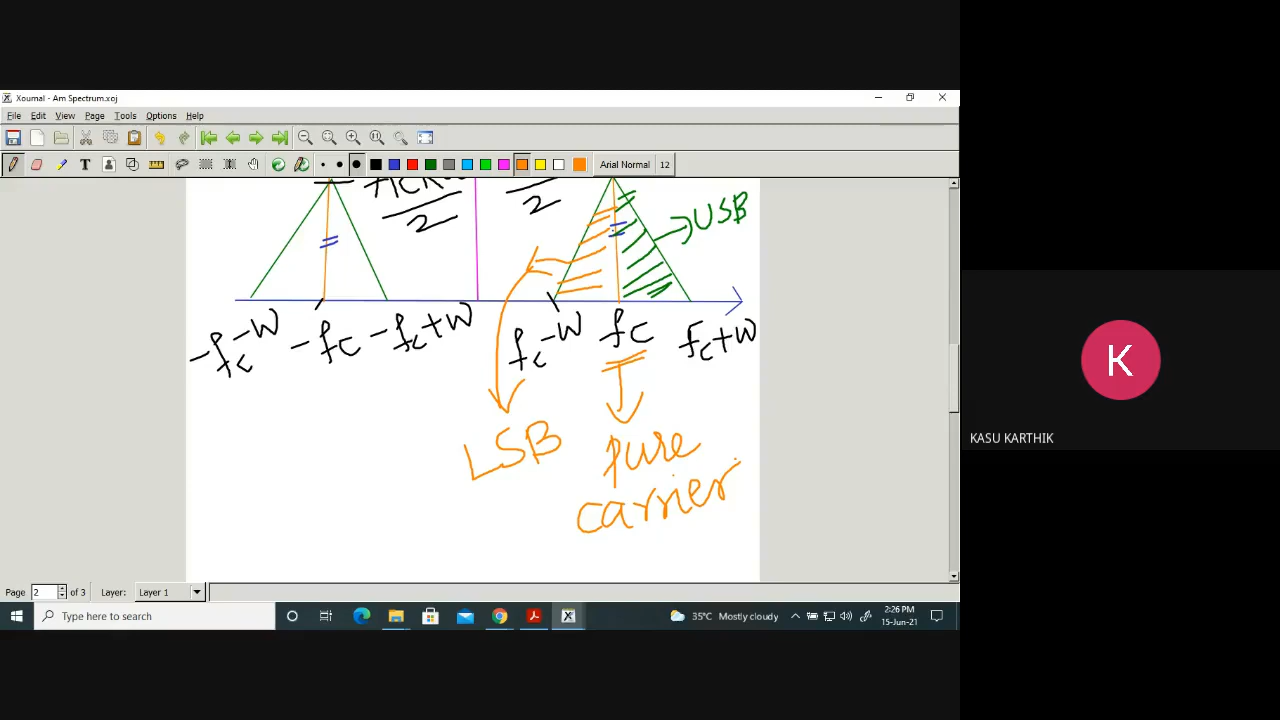 Xournal - Am Spectrum.xoj
File Edit View Page Tools Options Help
Arial Normal 12
2
2
USB
-fc-W -fc -fc+W fc-W fc fc+W
LSB
pure
carrier
K
KASU KARTHIK
Page 2 of 3 Layer: Layer 1
Type here to search
35°C Mostly cloudy
2:26 PM
15-Jun-21